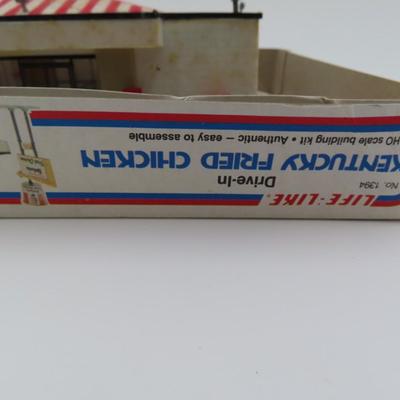 LIFE-LIKE®
No. 1394
Drive-In
KENTUCKY FRIED CHICKEN
HO scale building kit • Authentic — easy to assemble